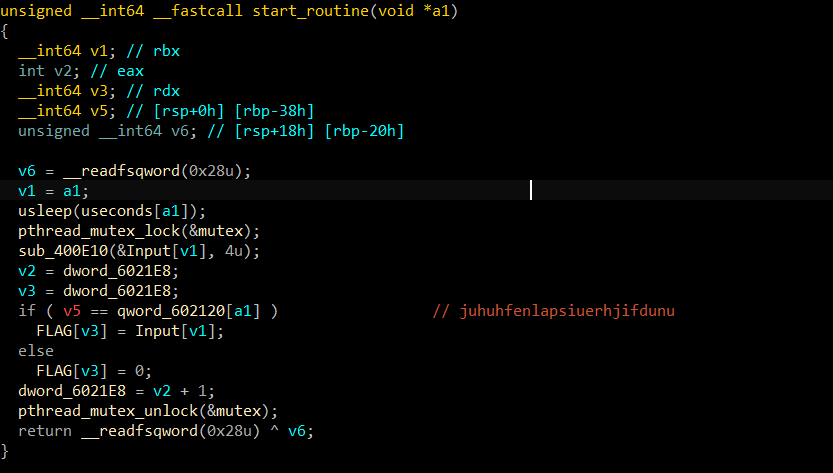 unsigned __int64 __fastcall start_routine(void *a1)
{
  __int64 v1; // rbx
  int v2; // eax
  __int64 v3; // rdx
  __int64 v5; // [rsp+0h] [rbp-38h]
  unsigned __int64 v6; // [rsp+18h] [rbp-20h]

  v6 = __readfsqword(0x28u);
  v1 = a1;
  usleep(useconds[a1]);
  pthread_mutex_lock(&mutex);
  sub_400E10(&Input[v1], 4u);
  v2 = dword_6021E8;
  v3 = dword_6021E8;
  if ( v5 == qword_602120[a1] )                 // juhuhfenlapsiuerhjifdunu
    FLAG[v3] = Input[v1];
  else
    FLAG[v3] = 0;
  dword_6021E8 = v2 + 1;
  pthread_mutex_unlock(&mutex);
  return __readfsqword(0x28u) ^ v6;
}